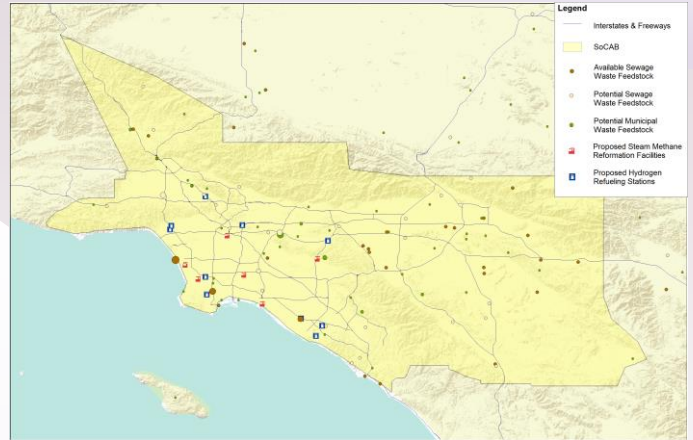 Legend
Interstates & Freeways
SoCAB
Available Sewage
Waste Feedstock
Potential Sewage
Waste Feedstock
Potential Municipal
Waste Feedstock
Proposed Steam Methane
Reformation Facilities
Proposed Hydrogen
Refueling Stations